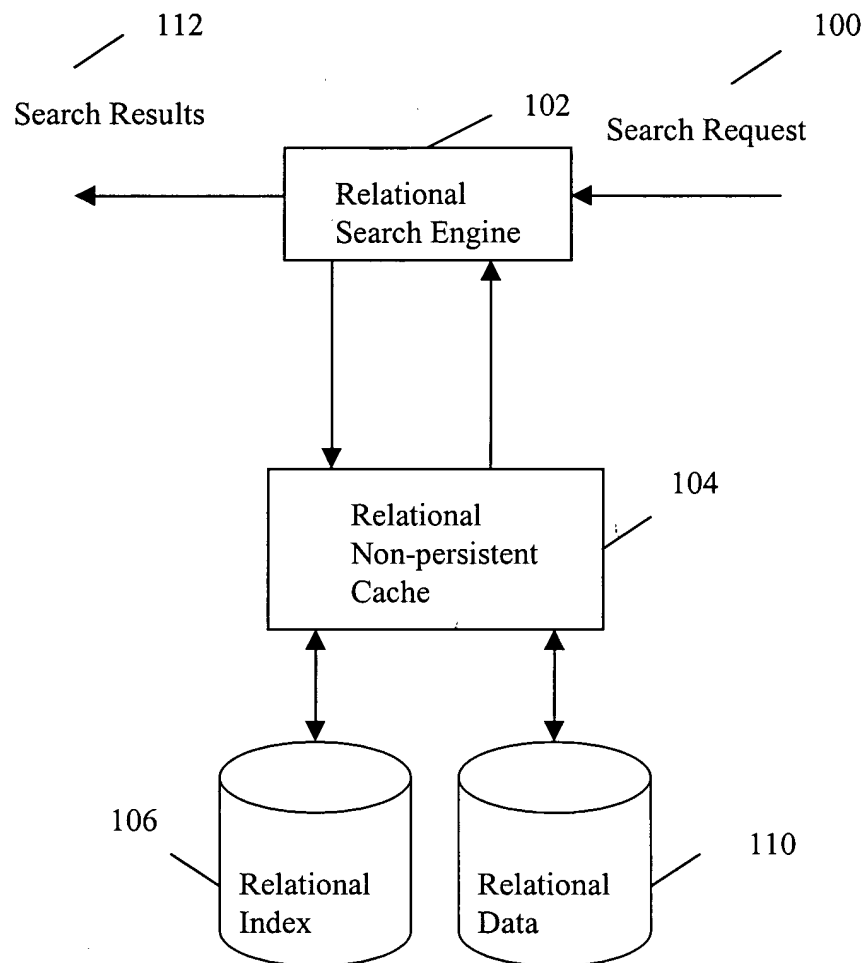 112
100
Search Results
102
Search Request
Relational
Search Engine
104
Relational
Non-persistent
Cache
106
110
Relational
Index
Relational
Data